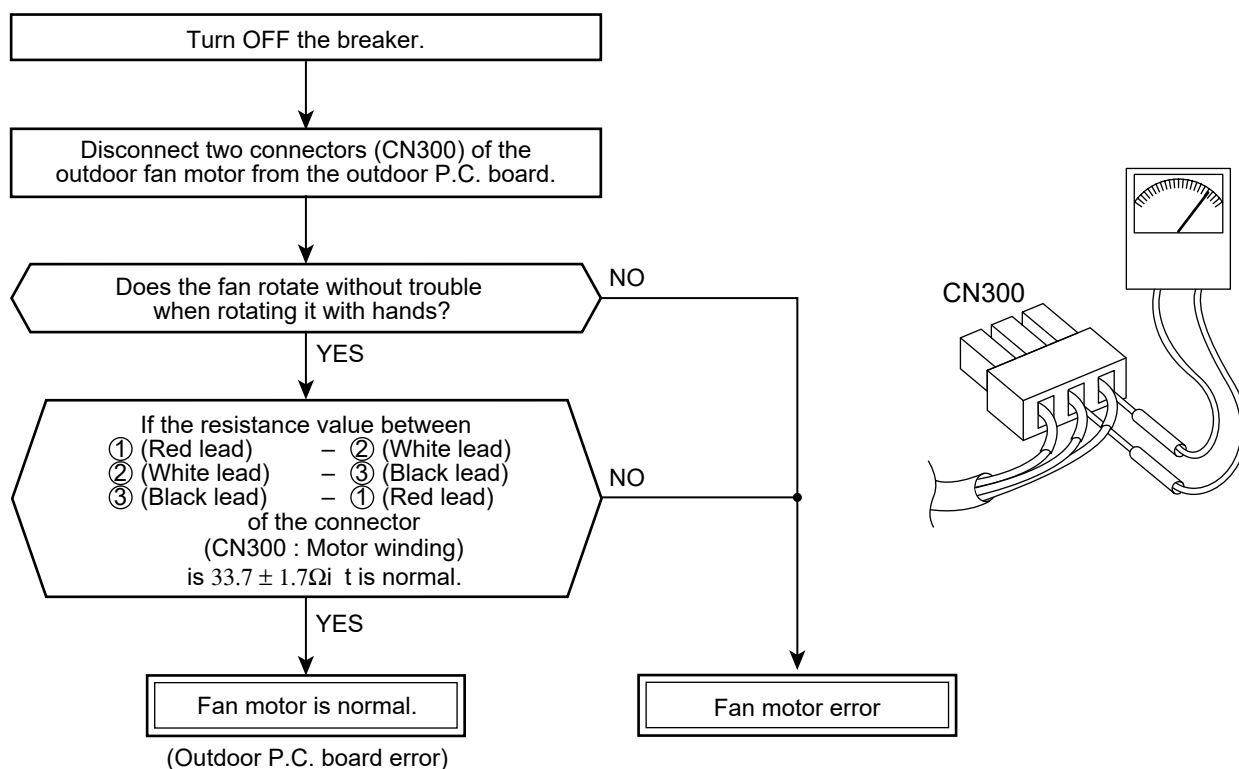 Turn OFF the breaker.
Disconnect two connectors (CN300) of the
outdoor fan motor from the outdoor P.C. board.
Does the fan rotate without trouble
when rotating it with hands?
NO
YES
If the resistance value between
① (Red lead) – ② (White lead)
② (White lead) – ③ (Black lead)
③ (Black lead) – ① (Red lead)
of the connector
(CN300 : Motor winding)
is 33.7 ± 1.7Ωi t is normal.
NO
YES
Fan motor is normal.
(Outdoor P.C. board error)
Fan motor error
CN300